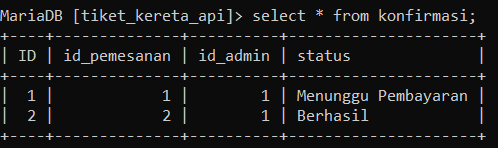 MariaDB [tiket_kereta_api]> select * from konfirmasi;
+----+--------------+----------+---------------------+
| ID | id_pemesanan | id_admin | status              |
+----+--------------+----------+---------------------+
|  1 |            1 |        1 | Menunggu Pembayaran |
|  2 |            2 |        1 | Berhasil            |
+----+--------------+----------+---------------------+